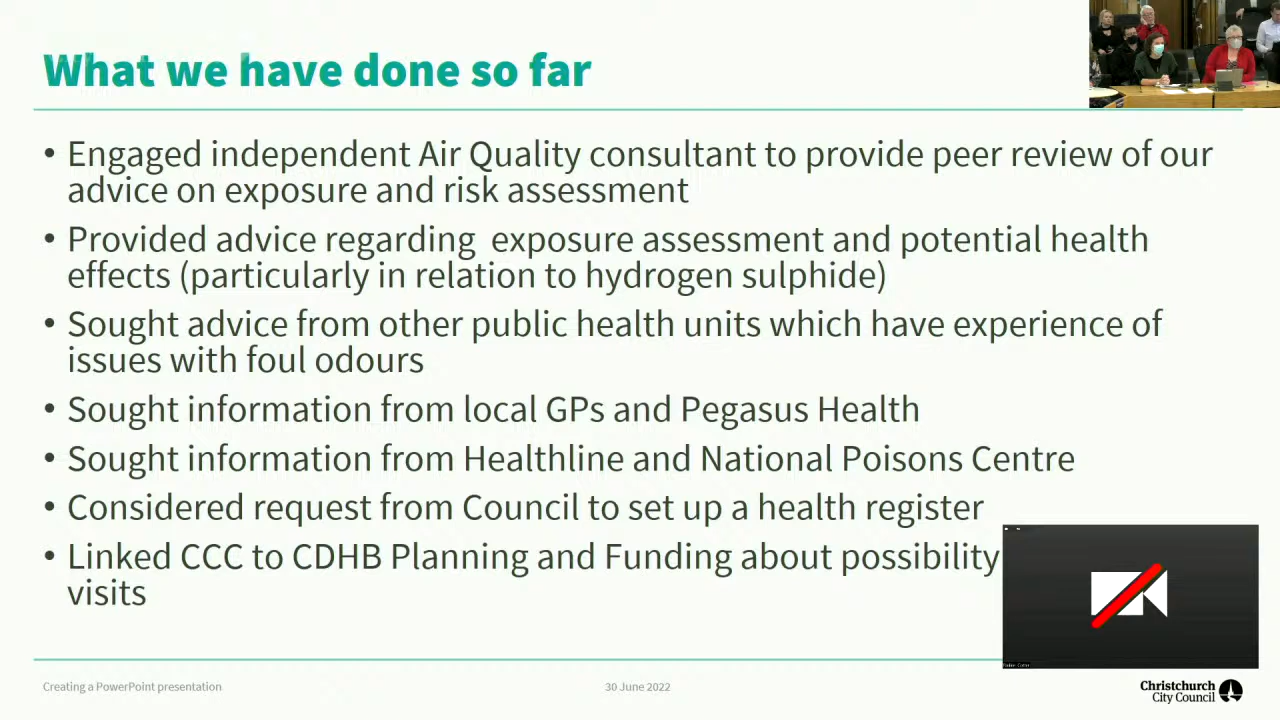 What we have done so far
• Engaged independent Air Quality consultant to provide peer review of our
advice on exposure and risk assessment
• Provided advice regarding  exposure assessment and potential health
effects (particularly in relation to hydrogen sulphide)
• Sought advice from other public health units which have experience of
issues with foul odours
• Sought information from local GPs and Pegasus Health
• Sought information from Healthline and National Poisons Centre
• Considered request from Council to set up a health register
• Linked CCC to CDHB Planning and Funding about possibility
visits
Creating a PowerPoint presentation
30 June 2022
Christchurch
City Council